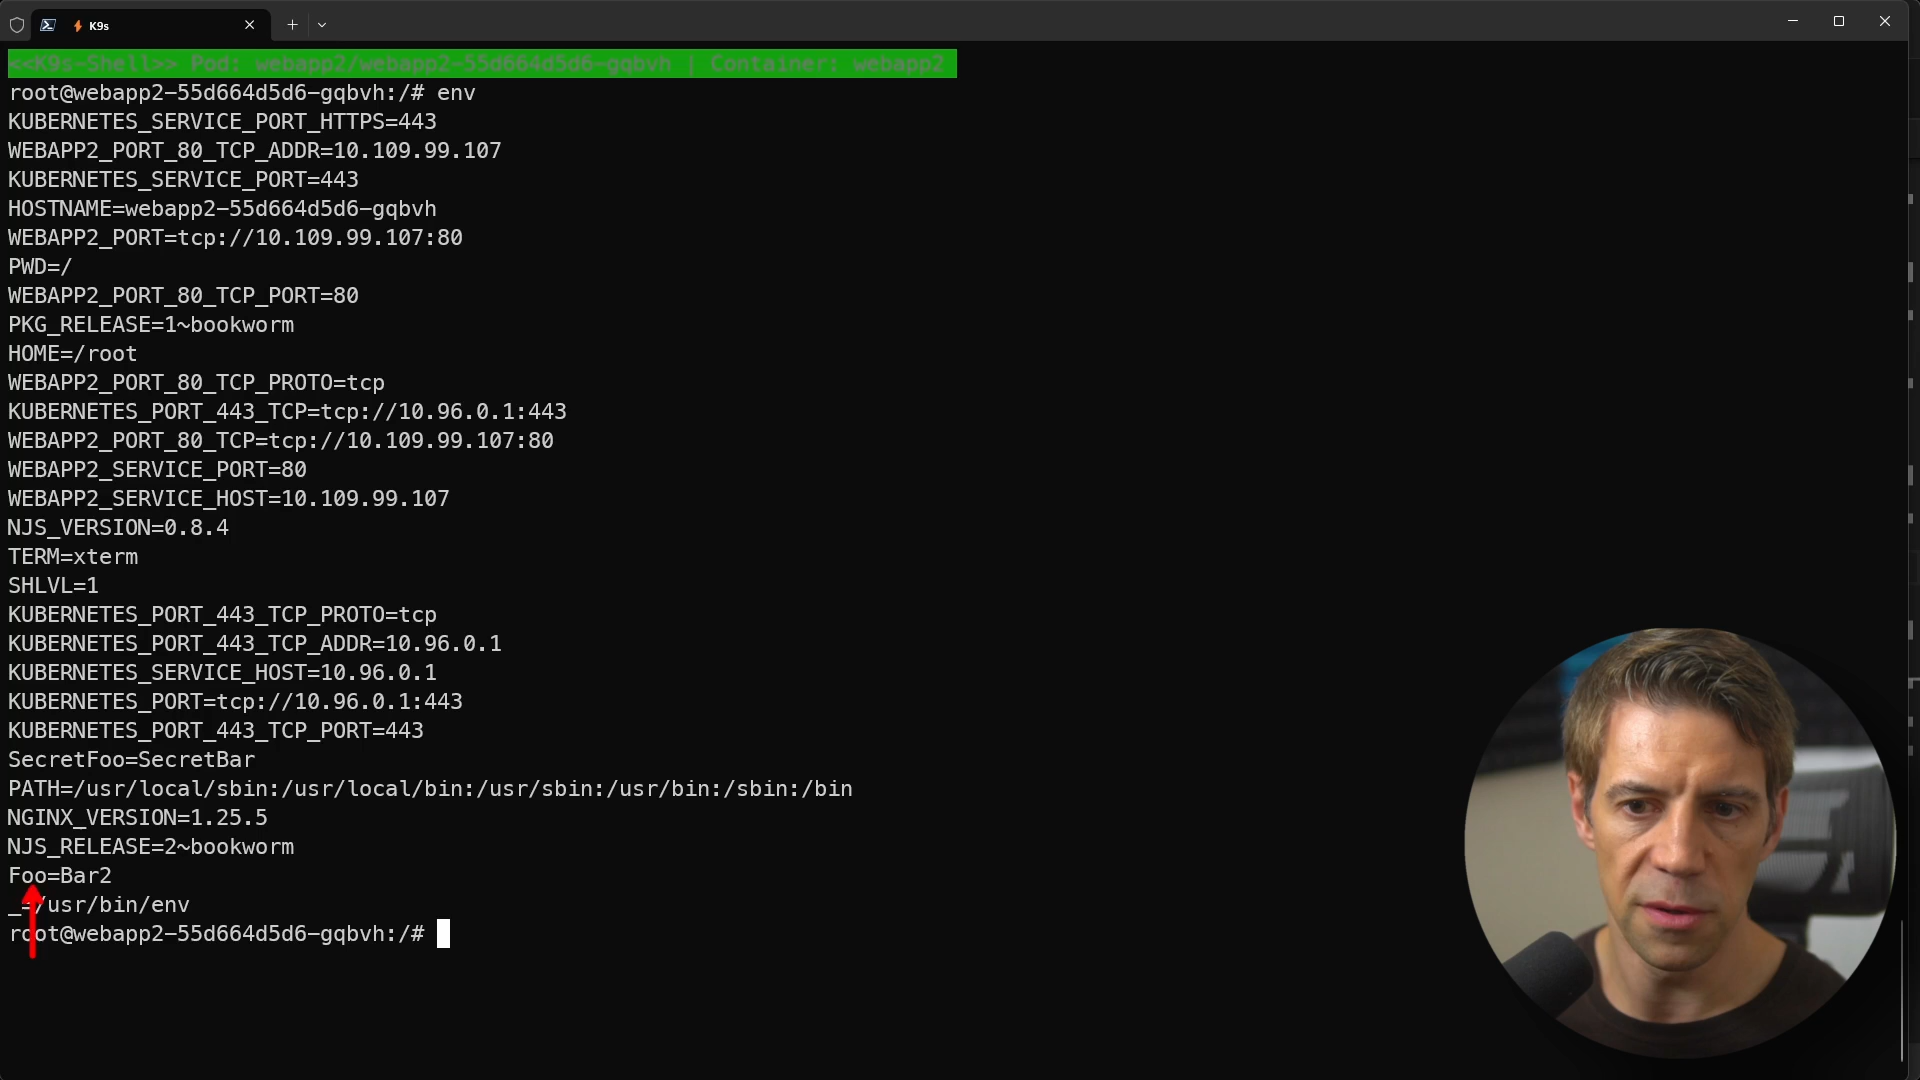 K9s
<<K9s-Shell>> Pod: webapp2/webapp2-55d664d5d6-gqbvh | Container: webapp2
root@webapp2-55d664d5d6-gqbvh:/# env
KUBERNETES_SERVICE_PORT_HTTPS=443
WEBAPP2_PORT_80_TCP_ADDR=10.109.99.107
KUBERNETES_SERVICE_PORT=443
HOSTNAME=webapp2-55d664d5d6-gqbvh
WEBAPP2_PORT=tcp://10.109.99.107:80
PWD=/
WEBAPP2_PORT_80_TCP_PORT=80
PKG_RELEASE=1~bookworm
HOME=/root
WEBAPP2_PORT_80_TCP_PROTO=tcp
KUBERNETES_PORT_443_TCP=tcp://10.96.0.1:443
WEBAPP2_PORT_80_TCP=tcp://10.109.99.107:80
WEBAPP2_SERVICE_PORT=80
WEBAPP2_SERVICE_HOST=10.109.99.107
NJS_VERSION=0.8.4
TERM=xterm
SHLVL=1
KUBERNETES_PORT_443_TCP_PROTO=tcp
KUBERNETES_PORT_443_TCP_ADDR=10.96.0.1
KUBERNETES_SERVICE_HOST=10.96.0.1
KUBERNETES_PORT=tcp://10.96.0.1:443
KUBERNETES_PORT_443_TCP_PORT=443
SecretFoo=SecretBar
PATH=/usr/local/sbin:/usr/local/bin:/usr/sbin:/usr/bin:/sbin:/bin
NGINX_VERSION=1.25.5
NJS_RELEASE=2~bookworm
Foo=Bar2
_=/usr/bin/env
root@webapp2-55d664d5d6-gqbvh:/#